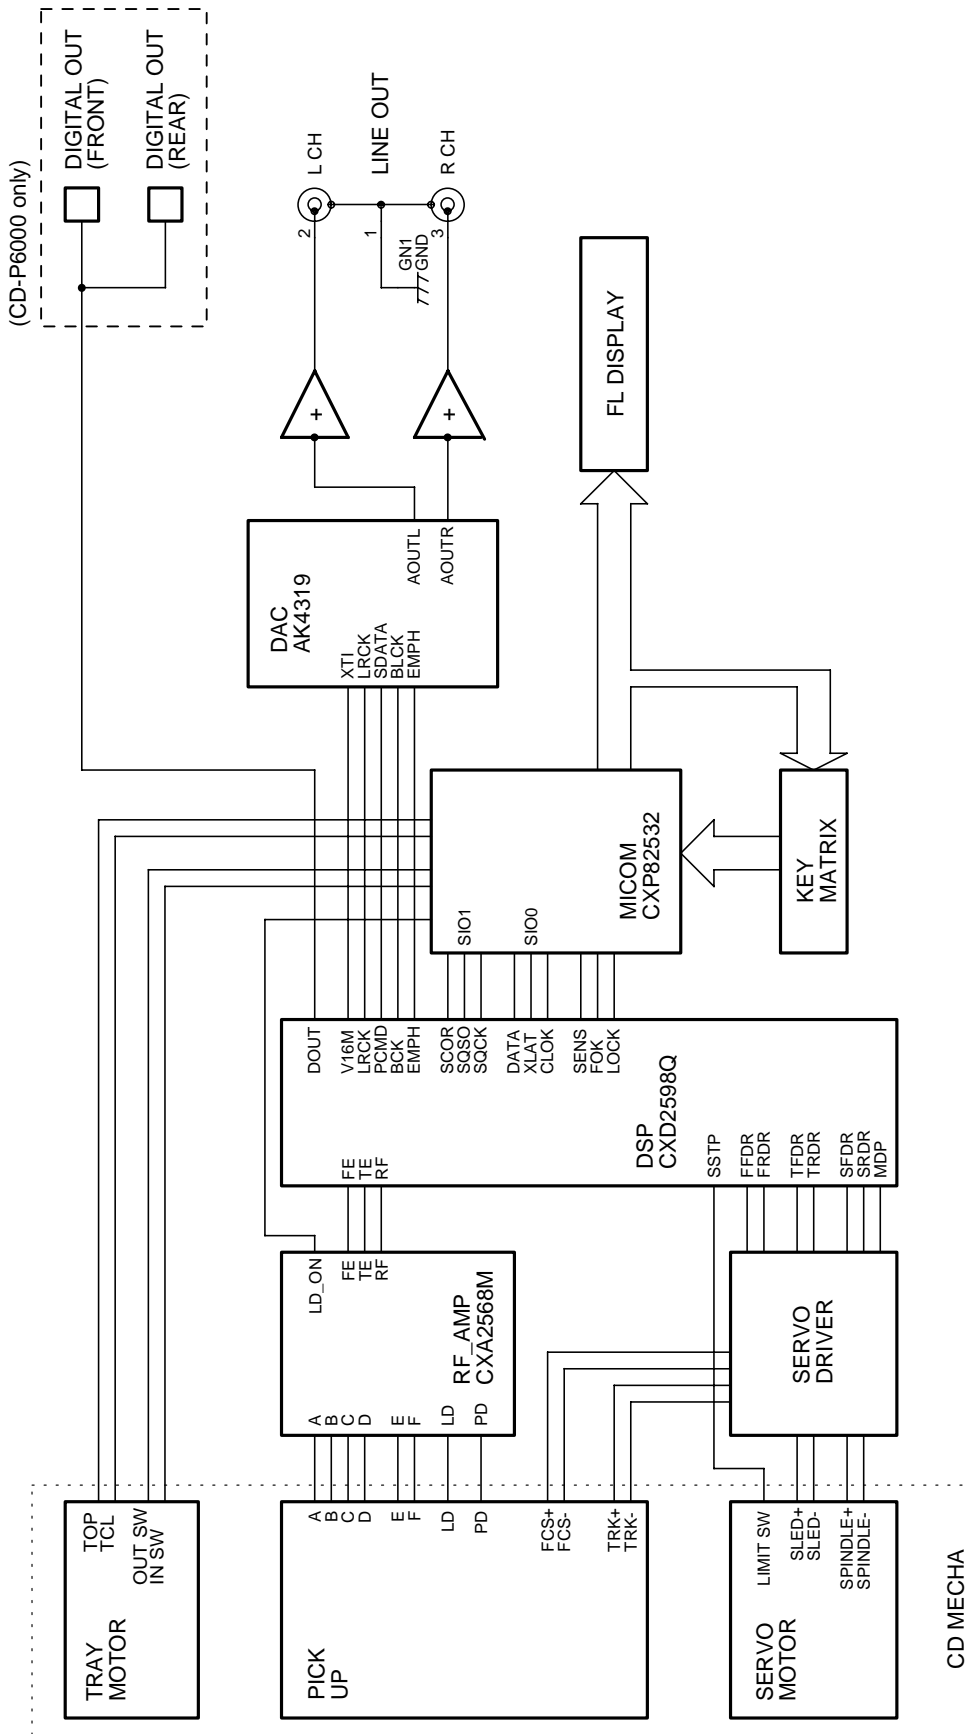 (CD-P6000 only)
DIGITAL OUT
(FRONT)
DIGITAL OUT
(REAR)
2
L CH
LINE OUT
1
GN1
GND
3
R CH
+
+
FL DISPLAY
DAC
AK4319
XTI
LRCK
SDATA
BLCK
EMPH
AOUTL
AOUTR
MICOM
CXP82532
SIO1
SIO0
KEY
MATRIX
DSP
CXD2598Q
DOUT
V16M
LRCK
PCMD
BCK
EMPH
SCOR
SQSO
SQCK
DATA
XLAT
CLOK
SENS
FOK
LOCK
FE
TE
RF
SSTP
FFDR
FRDR
TFDR
TRDR
SFDR
SRDR
MDP
RF_AMP
CXA2568M
LD_ON
FE
TE
RF
A
B
C
D
E
F
LD
PD
SERVO
DRIVER
TRAY
MOTOR
TOP
TCL
OUT SW
IN SW
PICK
UP
A
B
C
D
E
F
LD
PD
FCS+
FCS-
TRK+
TRK-
SERVO
MOTOR
LIMIT SW
SLED+
SLED-
SPINDLE+
SPINDLE-
CD MECHA